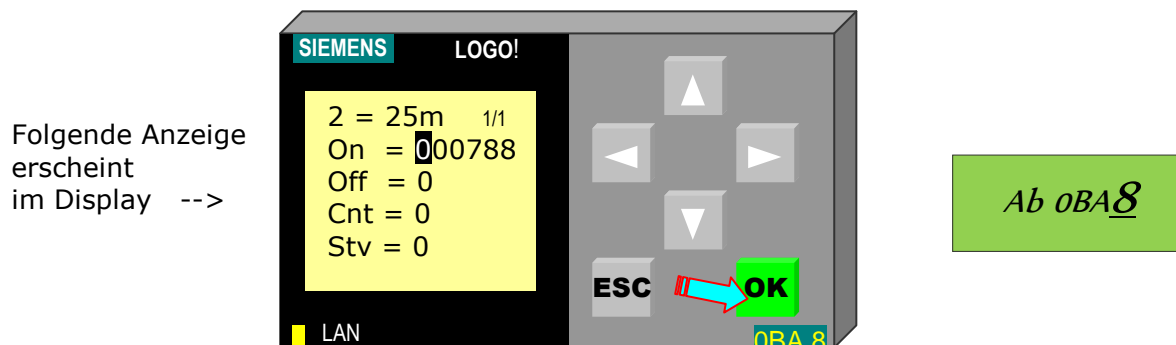 SIEMENS LOGO!
Folgende Anzeige
erscheint
im Display -->
2 = 25m 1/1
On = 000788
Off = 0
Cnt = 0
Stv = 0
ESC OK
LAN
0BA 8
Ab 0BA8